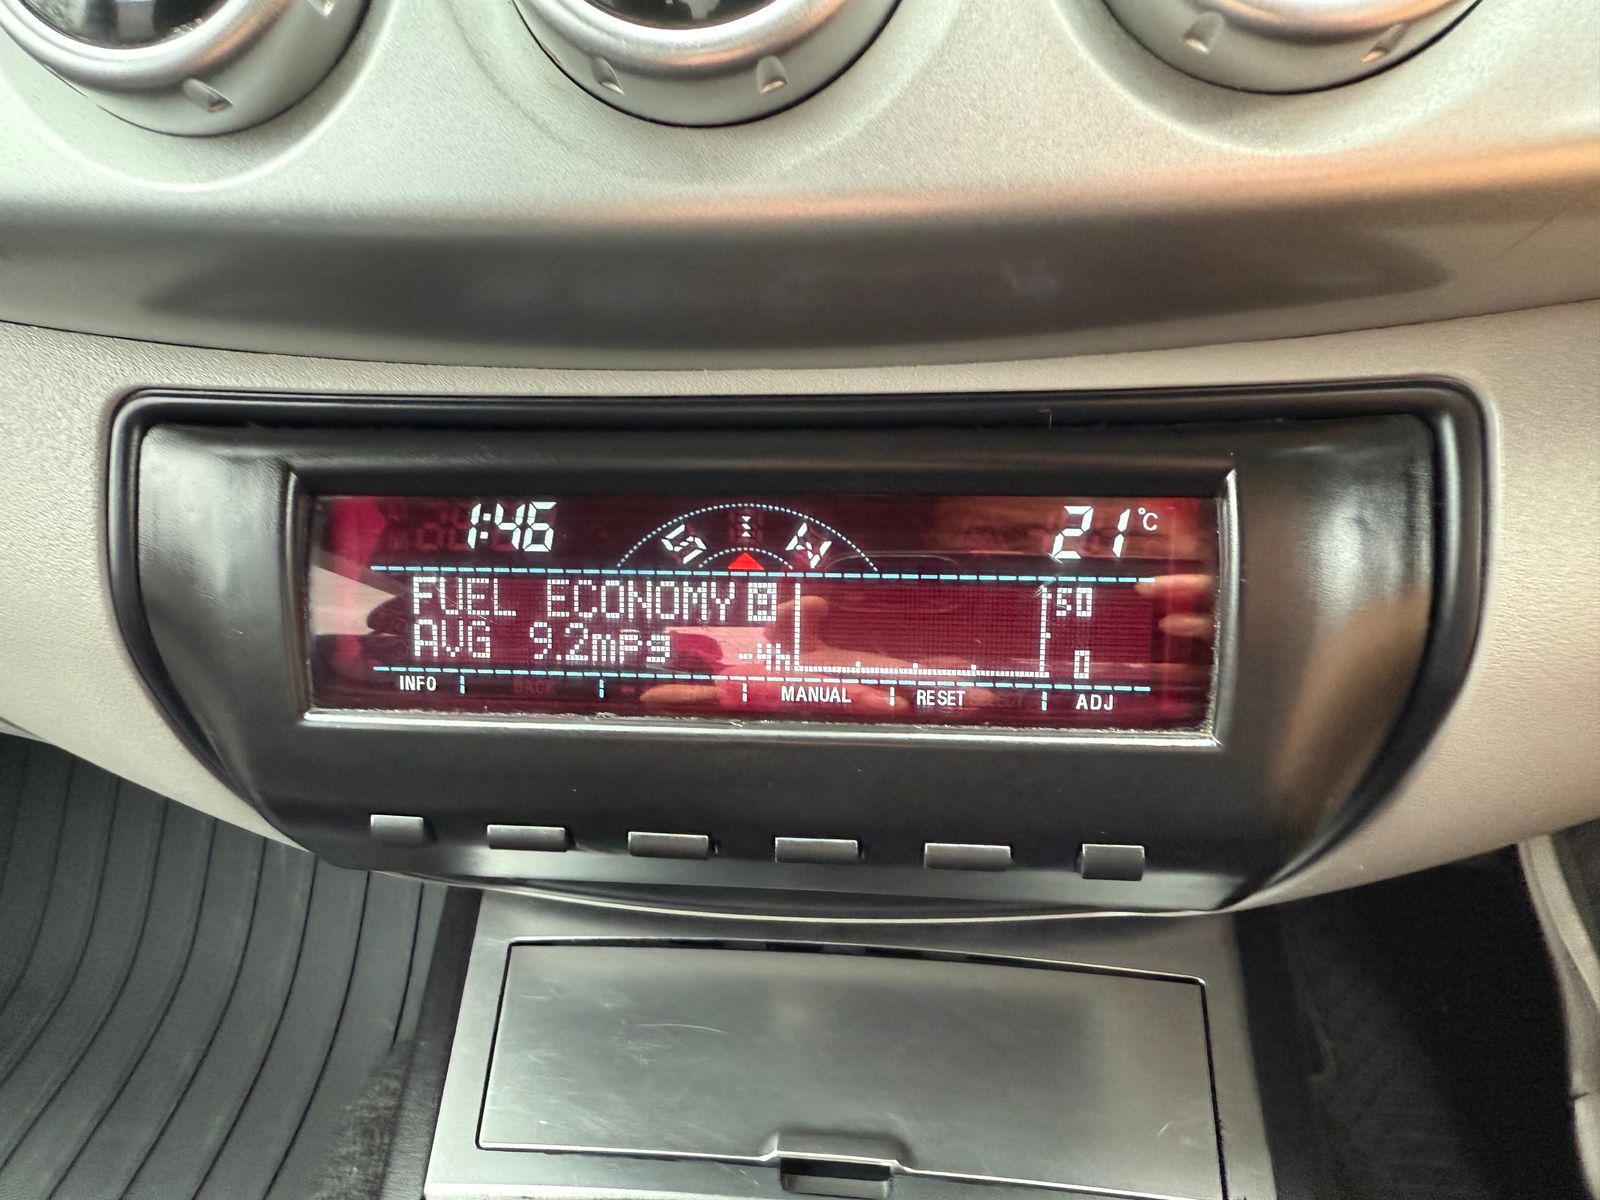 1:46 21°C
FUEL ECONOMY 50
AVG 9.2mpg -4h 0
INFO MANUAL RESET ADJ